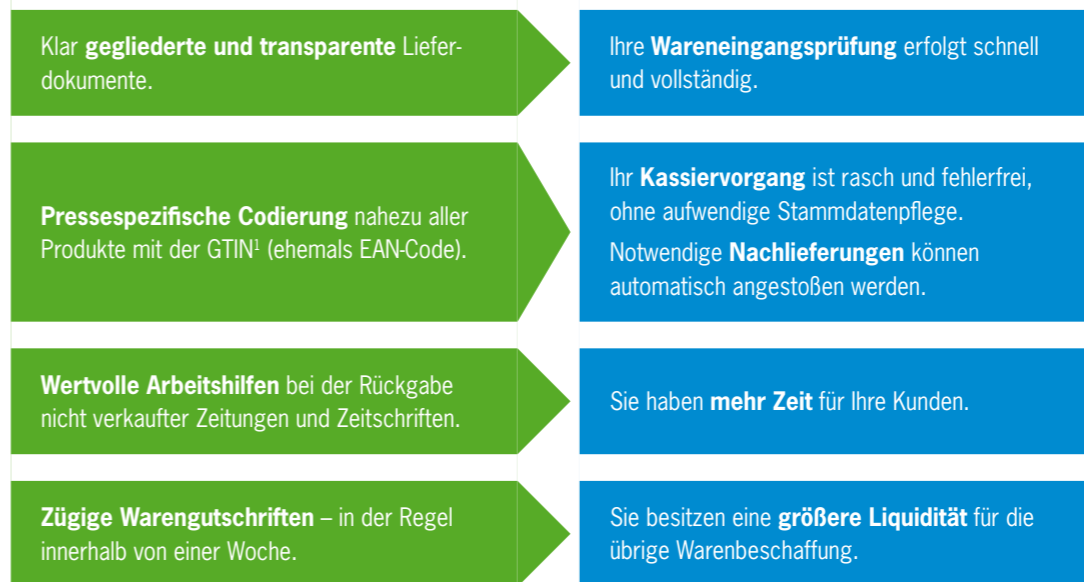 Klar gegliederte und transparente Liefer-
dokumente.
Ihre Wareneingangsprüfung erfolgt schnell
und vollständig.
Pressespezifische Codierung nahezu aller
Produkte mit der GTIN¹ (ehemals EAN-Code).
Ihr Kassiervorgang ist rasch und fehlerfrei,
ohne aufwendige Stammdatenpflege.
Notwendige Nachlieferungen können
automatisch angestoßen werden.
Wertvolle Arbeitshilfen bei der Rückgabe
nicht verkaufter Zeitungen und Zeitschriften.
Sie haben mehr Zeit für Ihre Kunden.
Zügige Warengutschriften – in der Regel
innerhalb von einer Woche.
Sie besitzen eine größere Liquidität für die
übrige Warenbeschaffung.